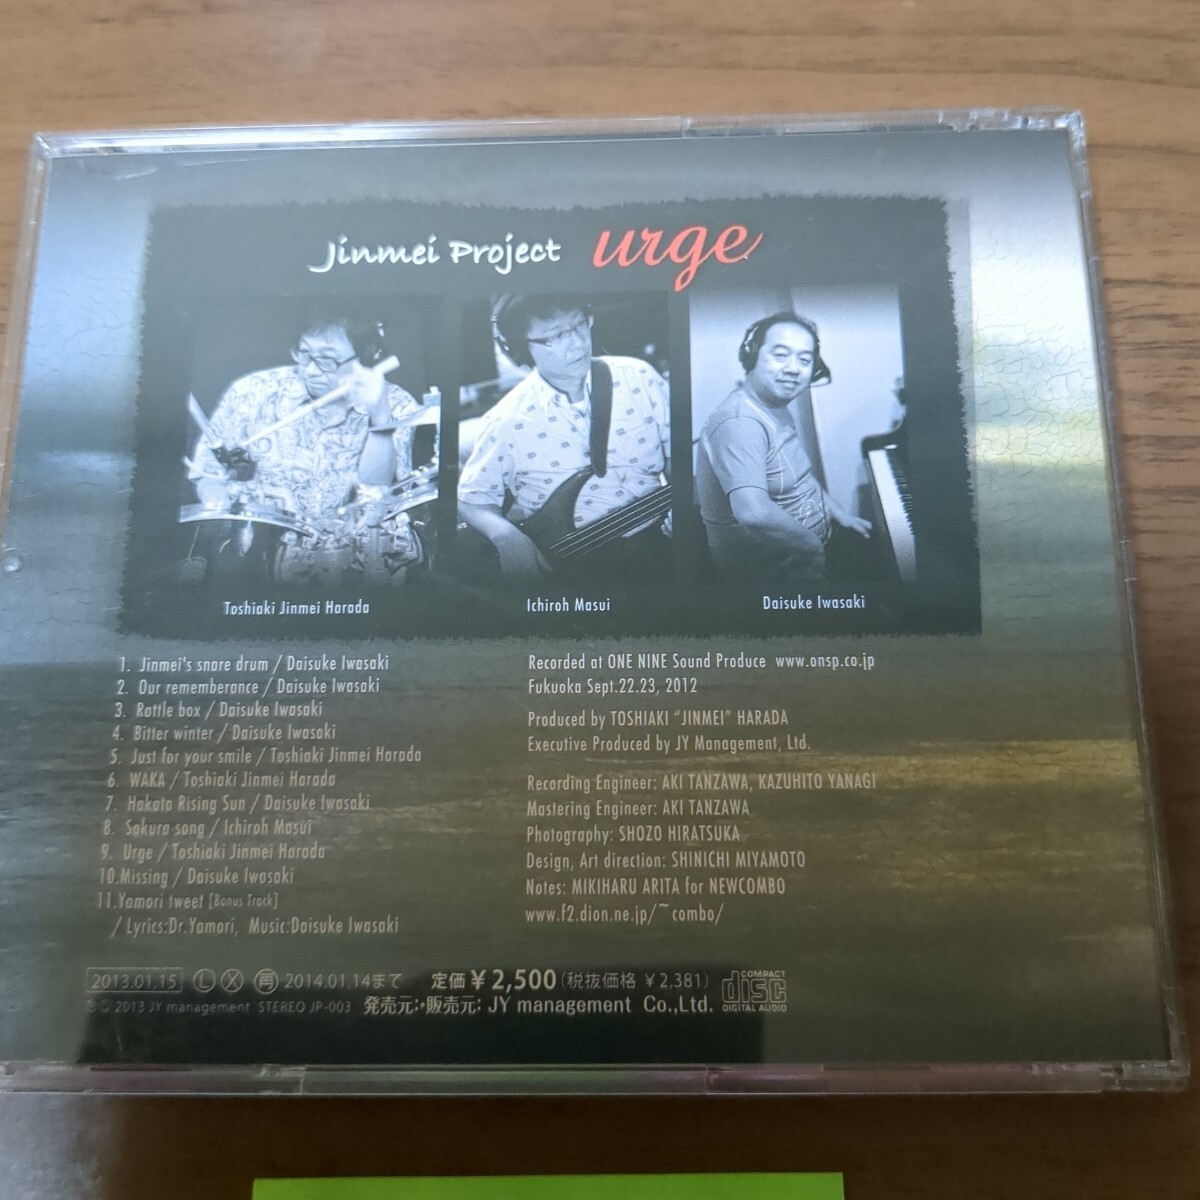 Jinmei Project urge
Toshiaki Jinmei Harada
Ichiroh Masui
Daisuke Iwasaki
1. Jinmei's snare drum / Daisuke Iwasaki
2. Our rememberance / Daisuke Iwasaki
3. Rattle box / Daisuke Iwasaki
4. Bitter winter / Daisuke Iwasaki
5. Just for your smile / Toshiaki Jinmei Harada
6. WAKA / Toshiaki Jinmei Harada
7. Hakata Rising Sun / Daisuke Iwasaki
8. Sakura song / Ichiroh Masui
9. Urge / Toshiaki Jinmei Harada
10.Missing / Daisuke Iwasaki
11.Yamori tweet [Bonus Track]
/ Lyrics:Dr.Yamori, Music:Daisuke Iwasaki
Recorded at ONE NINE Sound Produce www.onsp.co.jp
Fukuoka Sept.22.23, 2012
Produced by TOSHIAKI "JINMEI" HARADA
Executive Produced by JY Management, Ltd.
Recording Engineer: AKI TANZAWA, KAZUHITO YANAGI
Mastering Engineer: AKI TANZAWA
Photography: SHOZO HIRATSUKA
Design, Art direction: SHINICHI MIYAMOTO
Notes: MIKIHARU ARITA for NEWCOMBO
www.f2.dion.ne.jp/~combo/
2013.01.15 Ⓛ Ⓧ ㊢ 2014.01.14まで 定価 ¥2,500 (税抜価格 ¥2,381)
℗ © 2013 JY management STEREO JP-003 発売元:・販売元: JY management Co.,Ltd.
COMPACT
disc
DIGITAL AUDIO